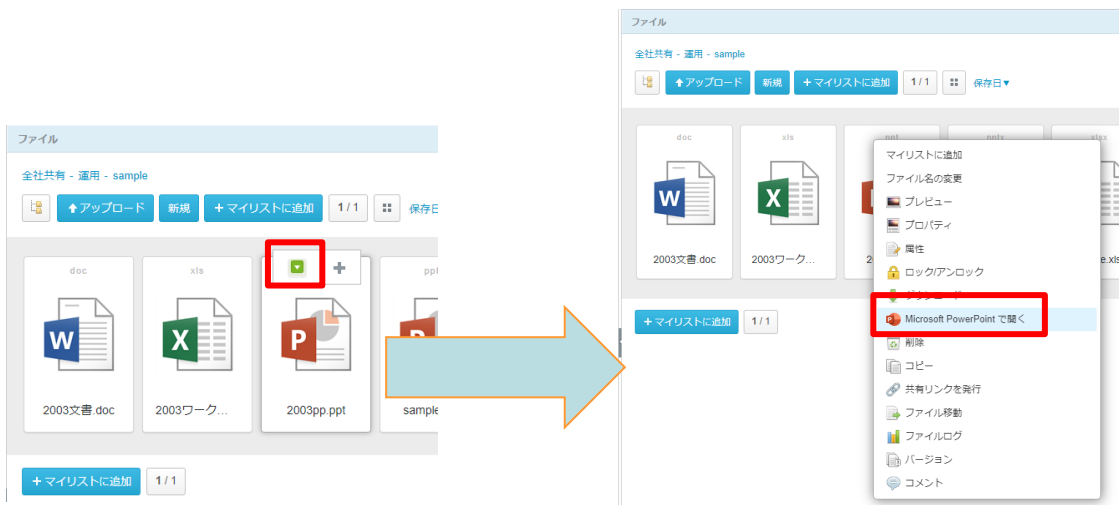 ファイル
全社共有 - 運用 - sample
アップロード 新規 +マイリストに追加 1 / 1 保存日
doc xls
2003文書.doc 2003ワーク... 2003pp.ppt sample
+マイリストに追加 1 / 1
ファイル
全社共有 - 運用 - sample
アップロード 新規 +マイリストに追加 1 / 1 保存日▼
doc xls ppt pptx xlsx
2003文書.doc 2003ワーク...
マイリストに追加
ファイル名の変更
プレビュー
プロパティ
属性
ロック/アンロック
ダウンロード
Microsoft PowerPoint で開く
削除
コピー
共有リンクを発行
ファイル移動
ファイルログ
バージョン
コメント
+マイリストに追加 1 / 1